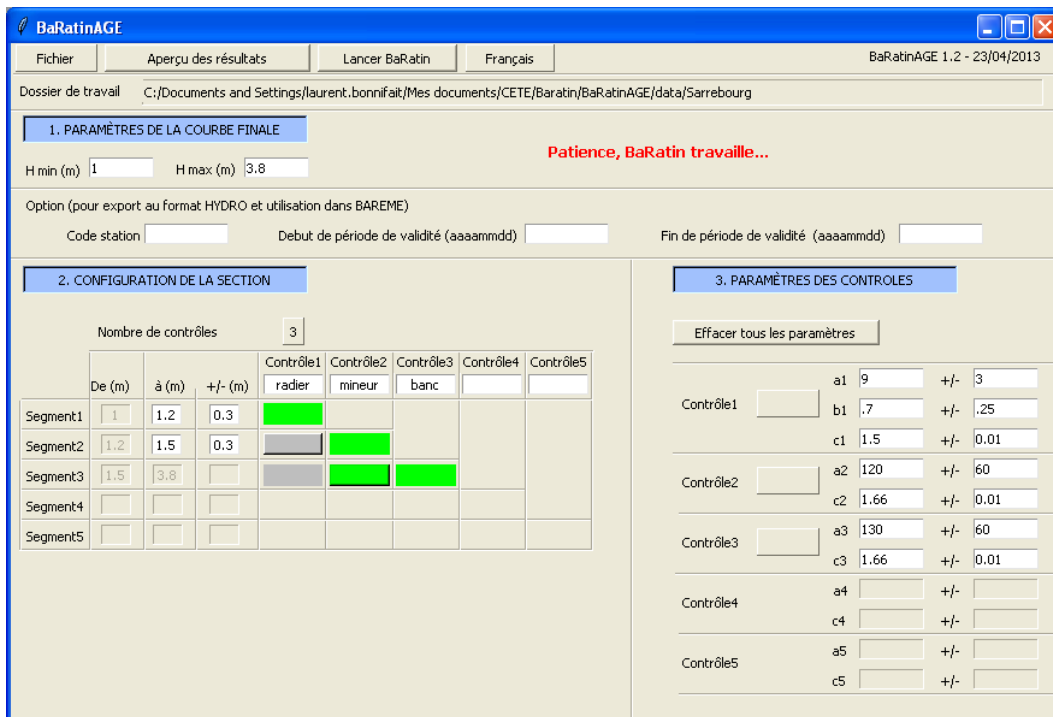 BaRatinAGE
Fichier Aperçu des résultats Lancer BaRatin Français BaRatinAGE 1.2 - 23/04/2013
Dossier de travail C:/Documents and Settings/laurent.bonnifait/Mes documents/CETE/Baratin/BaRatinAGE/data/Sarrebourg
1. PARAMÈTRES DE LA COURBE FINALE
Patience, BaRatin travaille...
H min (m) 1 H max (m) 3.8
Option (pour export au format HYDRO et utilisation dans BAREME)
Code station Debut de période de validité (aaaammdd) Fin de période de validité (aaaammdd)
2. CONFIGURATION DE LA SECTION
Nombre de contrôles 3
Contrôle1 Contrôle2 Contrôle3 Contrôle4 Contrôle5
De (m) à (m) +/- (m) radier mineur banc
Segment1 1 1.2 0.3
Segment2 1.2 1.5 0.3
Segment3 1.5 3.8
Segment4
Segment5
3. PARAMÈTRES DES CONTROLES
Effacer tous les paramètres
Contrôle1
a1 9 +/- 3
b1 .7 +/- .25
c1 1.5 +/- 0.01
Contrôle2
a2 120 +/- 60
c2 1.66 +/- 0.01
Contrôle3
a3 130 +/- 60
c3 1.66 +/- 0.01
Contrôle4
a4 +/-
c4 +/-
Contrôle5
a5 +/-
c5 +/-